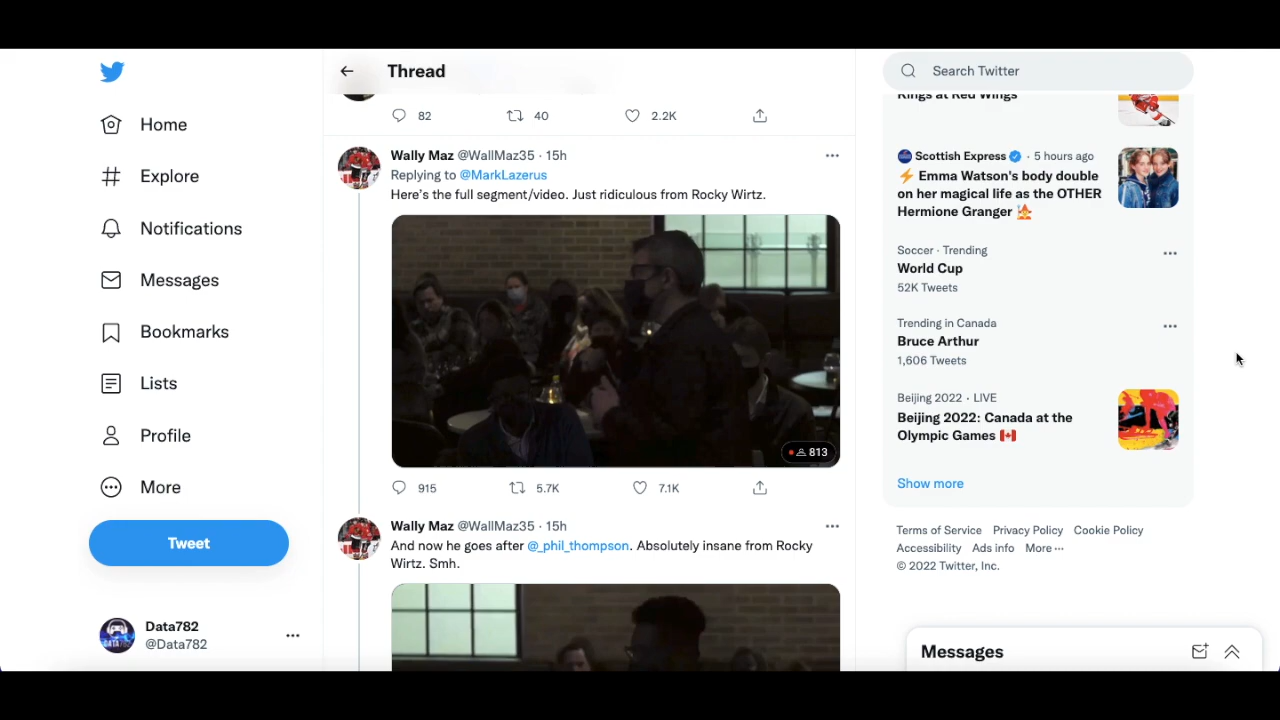 Home
Explore
Notifications
Messages
Bookmarks
Lists
Profile
More
Tweet
Data782
@Data782
Thread
82 40 2.2K
Wally Maz @WallMaz35 · 15h
Replying to @MarkLazerus
Here's the full segment/video. Just ridiculous from Rocky Wirtz.
813
915 5.7K 7.1K
Wally Maz @WallMaz35 · 15h
And now he goes after @_phil_thompson. Absolutely insane from Rocky
Wirtz. Smh.
Search Twitter
Kings at Red Wings
Scottish Express · 5 hours ago
⚡ Emma Watson's body double
on her magical life as the OTHER
Hermione Granger
Soccer · Trending
World Cup
52K Tweets
Trending in Canada
Bruce Arthur
1,606 Tweets
Beijing 2022 · LIVE
Beijing 2022: Canada at the
Olympic Games 🇨🇦
Show more
Terms of Service Privacy Policy Cookie Policy
Accessibility Ads info More ···
© 2022 Twitter, Inc.
Messages